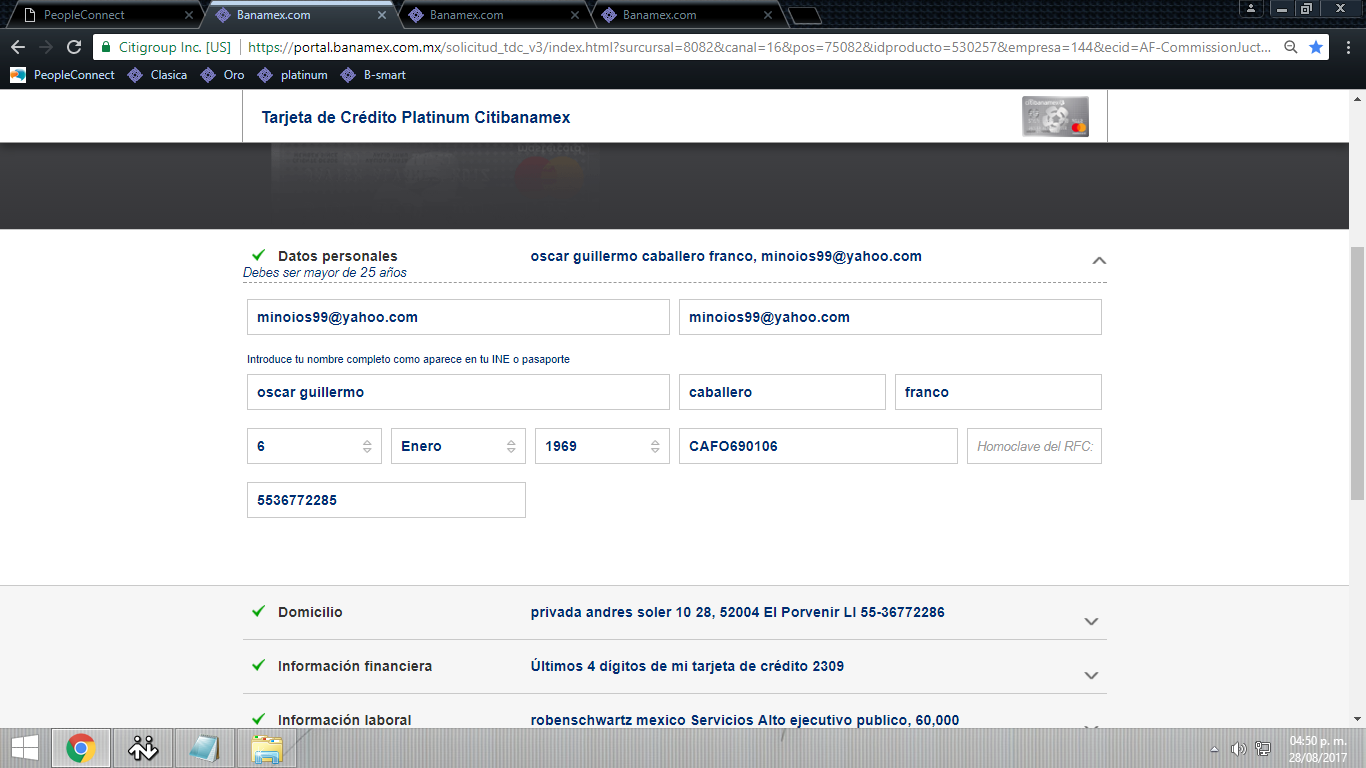 PeopleConnect
Banamex.com
Banamex.com
Banamex.com
Citigroup Inc. [US]
https://portal.banamex.com.mx/solicitud_tdc_v3/index.html?sursursal=8082&canal=16&pos=75082&idproducto=530257&empresa=144&ecid=AF-CommissionJuct...
PeopleConnect
Clasica
Oro
platinum
B-smart
Tarjeta de Crédito Platinum Citibanamex
Datos personales
oscar guillermo caballero franco, minoios99@yahoo.com
Debes ser mayor de 25 años
minoios99@yahoo.com
minoios99@yahoo.com
Introduce tu nombre completo como aparece en tu INE o pasaporte
oscar guillermo
caballero
franco
6
Enero
1969
CAFO690106
Homoclave del RFC:
5536772285
Domicilio
privada andres soler 10 28, 52004 El Porvenir LI 55-36772286
Información financiera
Últimos 4 dígitos de mi tarjeta de crédito 2309
Información laboral
robenschwartz mexico Servicios Alto ejecutivo publico, 60,000
04:50 p. m.
28/08/2017